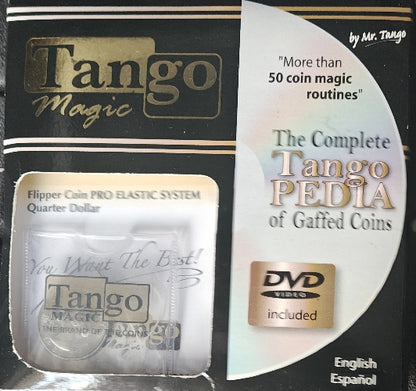 by Mr. Tango
Tango
Magic
"More than
50 coin magic
routines"
The Complete
Tango
PEDIA
of Gaffed Coins
Flipper Coin PRO ELASTIC SYSTEM
Quarter Dollar
You Want The Best!
Tango
MAGIC
THE BRAND OF THE COINS
Tango
Magic
DVD
VIDEO
included
English
Español